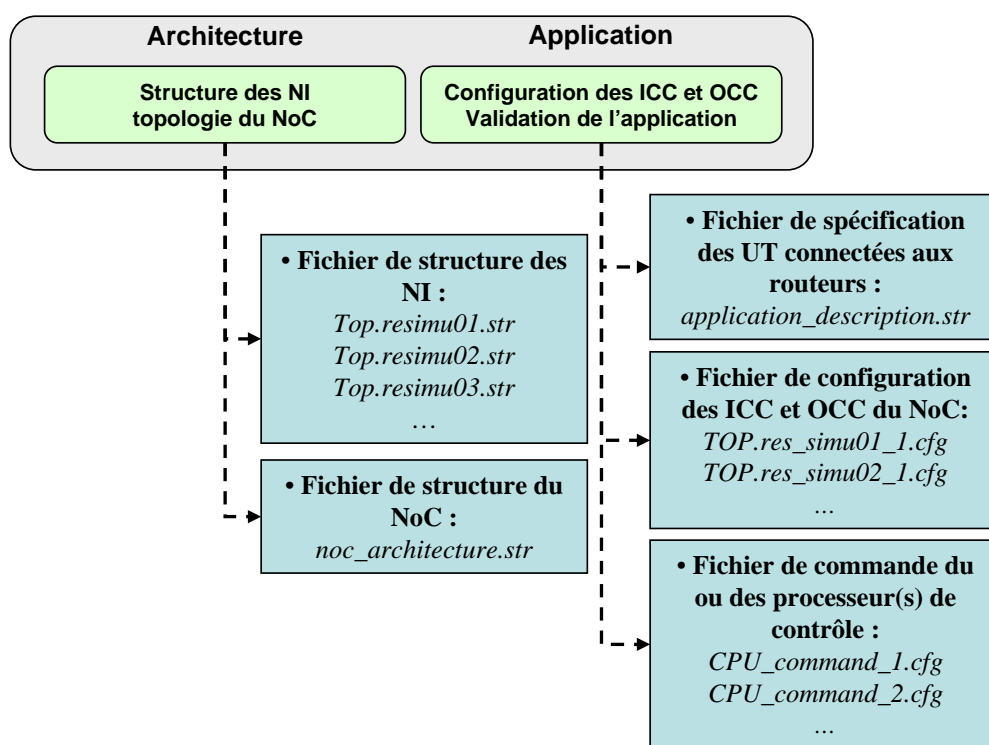 Architecture
Application
Structure des NI
topologie du NoC
Configuration des ICC et OCC
Validation de l'application
• Fichier de structure des
NI :
Top.resimu01.str
Top.resimu02.str
Top.resimu03.str
…
• Fichier de structure du
NoC :
noc_architecture.str
• Fichier de spécification
des UT connectées aux
routeurs :
application_description.str
• Fichier de configuration
des ICC et OCC du NoC:
TOP.res_simu01_1.cfg
TOP.res_simu02_1.cfg
...
• Fichier de commande du
ou des processeur(s) de
contrôle :
CPU_command_1.cfg
CPU_command_2.cfg
...